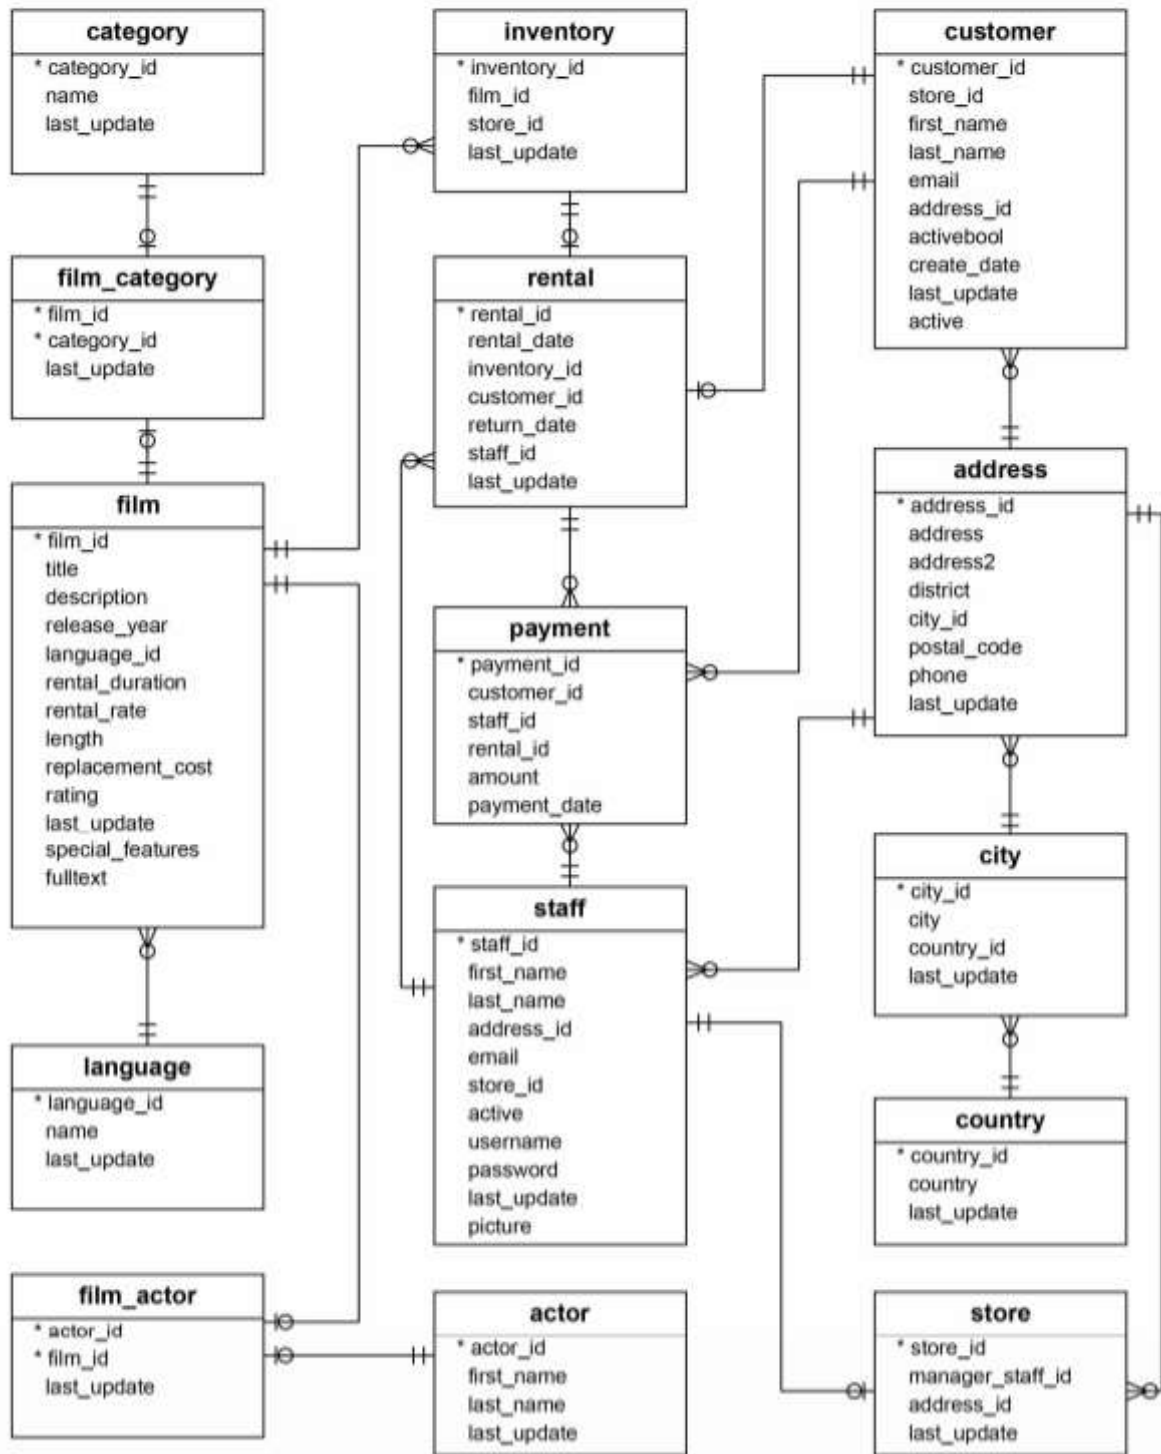 category
* category_id
name
last_update
inventory
* inventory_id
film_id
store_id
last_update
customer
* customer_id
store_id
first_name
last_name
email
address_id
activebool
create_date
last_update
active
film_category
* film_id
* category_id
last_update
rental
* rental_id
rental_date
inventory_id
customer_id
return_date
staff_id
last_update
address
* address_id
address
address2
district
city_id
postal_code
phone
last_update
film
* film_id
title
description
release_year
language_id
rental_duration
rental_rate
length
replacement_cost
rating
last_update
special_features
fulltext
payment
* payment_id
customer_id
staff_id
rental_id
amount
payment_date
city
* city_id
city
country_id
last_update
staff
* staff_id
first_name
last_name
address_id
email
store_id
active
username
password
last_update
picture
language
* language_id
name
last_update
country
* country_id
country
last_update
film_actor
* actor_id
* film_id
last_update
actor
* actor_id
first_name
last_name
last_update
store
* store_id
manager_staff_id
address_id
last_update